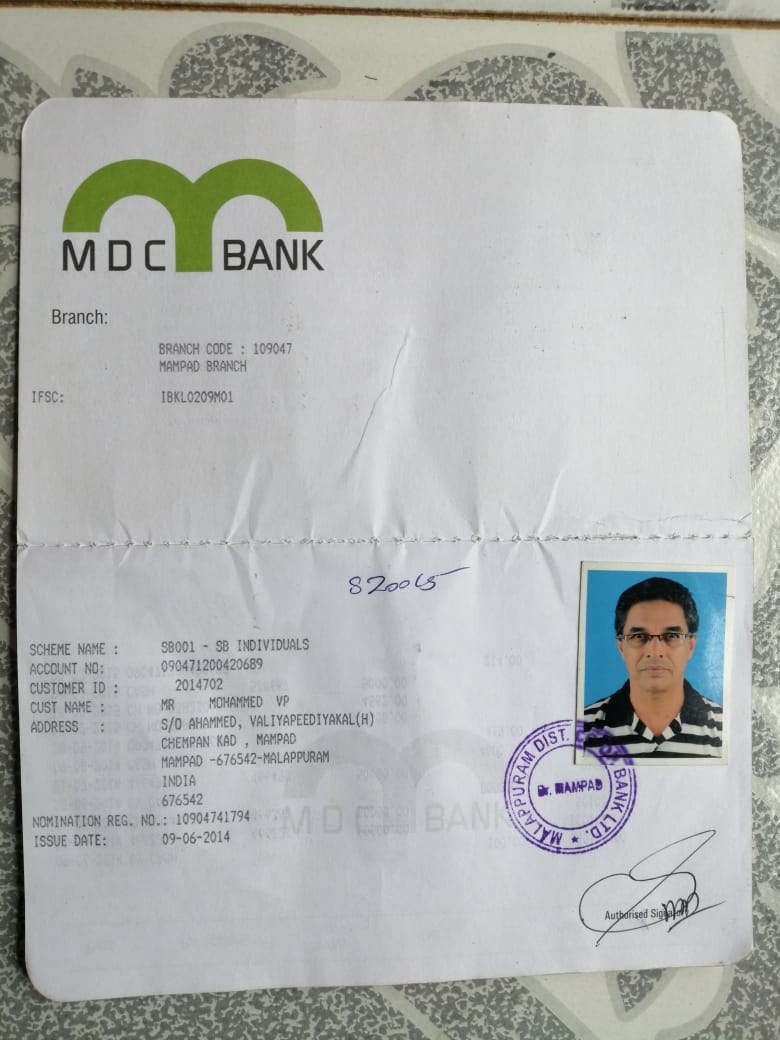 MDC BANK
Branch:
BRANCH CODE : 109047
MAMPAD BRANCH
IFSC: IBKL0209M01
820065
SCHEME NAME : SB001 - SB INDIVIDUALS
ACCOUNT NO: 090471200420689
CUSTOMER ID : 2014702
CUST NAME : MR MOHAMMED VP
ADDRESS : S/O AHAMMED, VALIYAPEEDIYAKAL(H)
CHEMPAN KAD , MAMPAD
MAMPAD -676542-MALAPPURAM
INDIA
676542
NOMINATION REG. NO.: 10904741794
ISSUE DATE: 09-06-2014
MALAPPURAM DIST. BANK LTD. ★
Br. MAMPAD
Authorised Signatory
MDC BANK